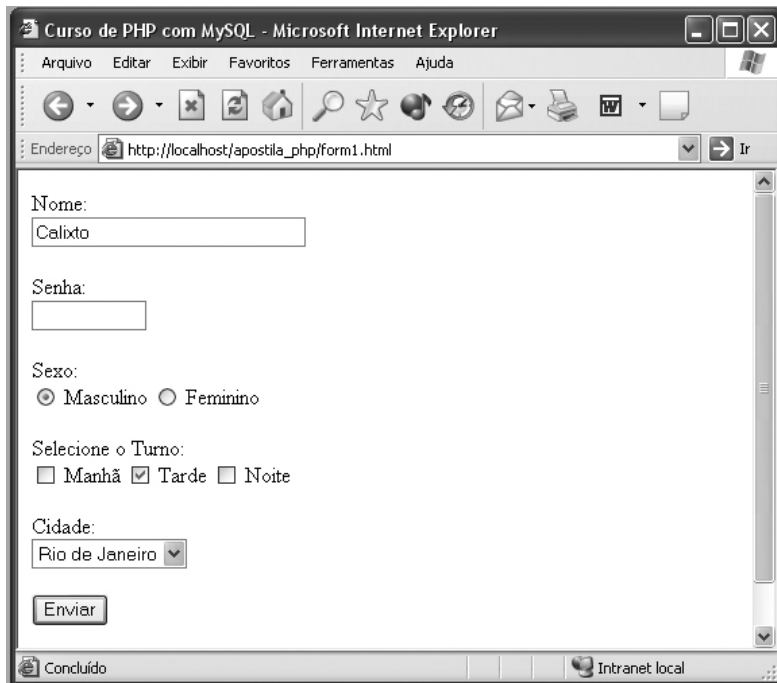 Curso de PHP com MySQL - Microsoft Internet Explorer
Arquivo Editar Exibir Favoritos Ferramentas Ajuda
Endereço http://localhost/apostila_php/form1.html Ir
Nome:
Calixto
Senha:
Sexo:
Masculino Feminino
Selecione o Turno:
Manhã Tarde Noite
Cidade:
Rio de Janeiro
Enviar
Concluído Intranet local